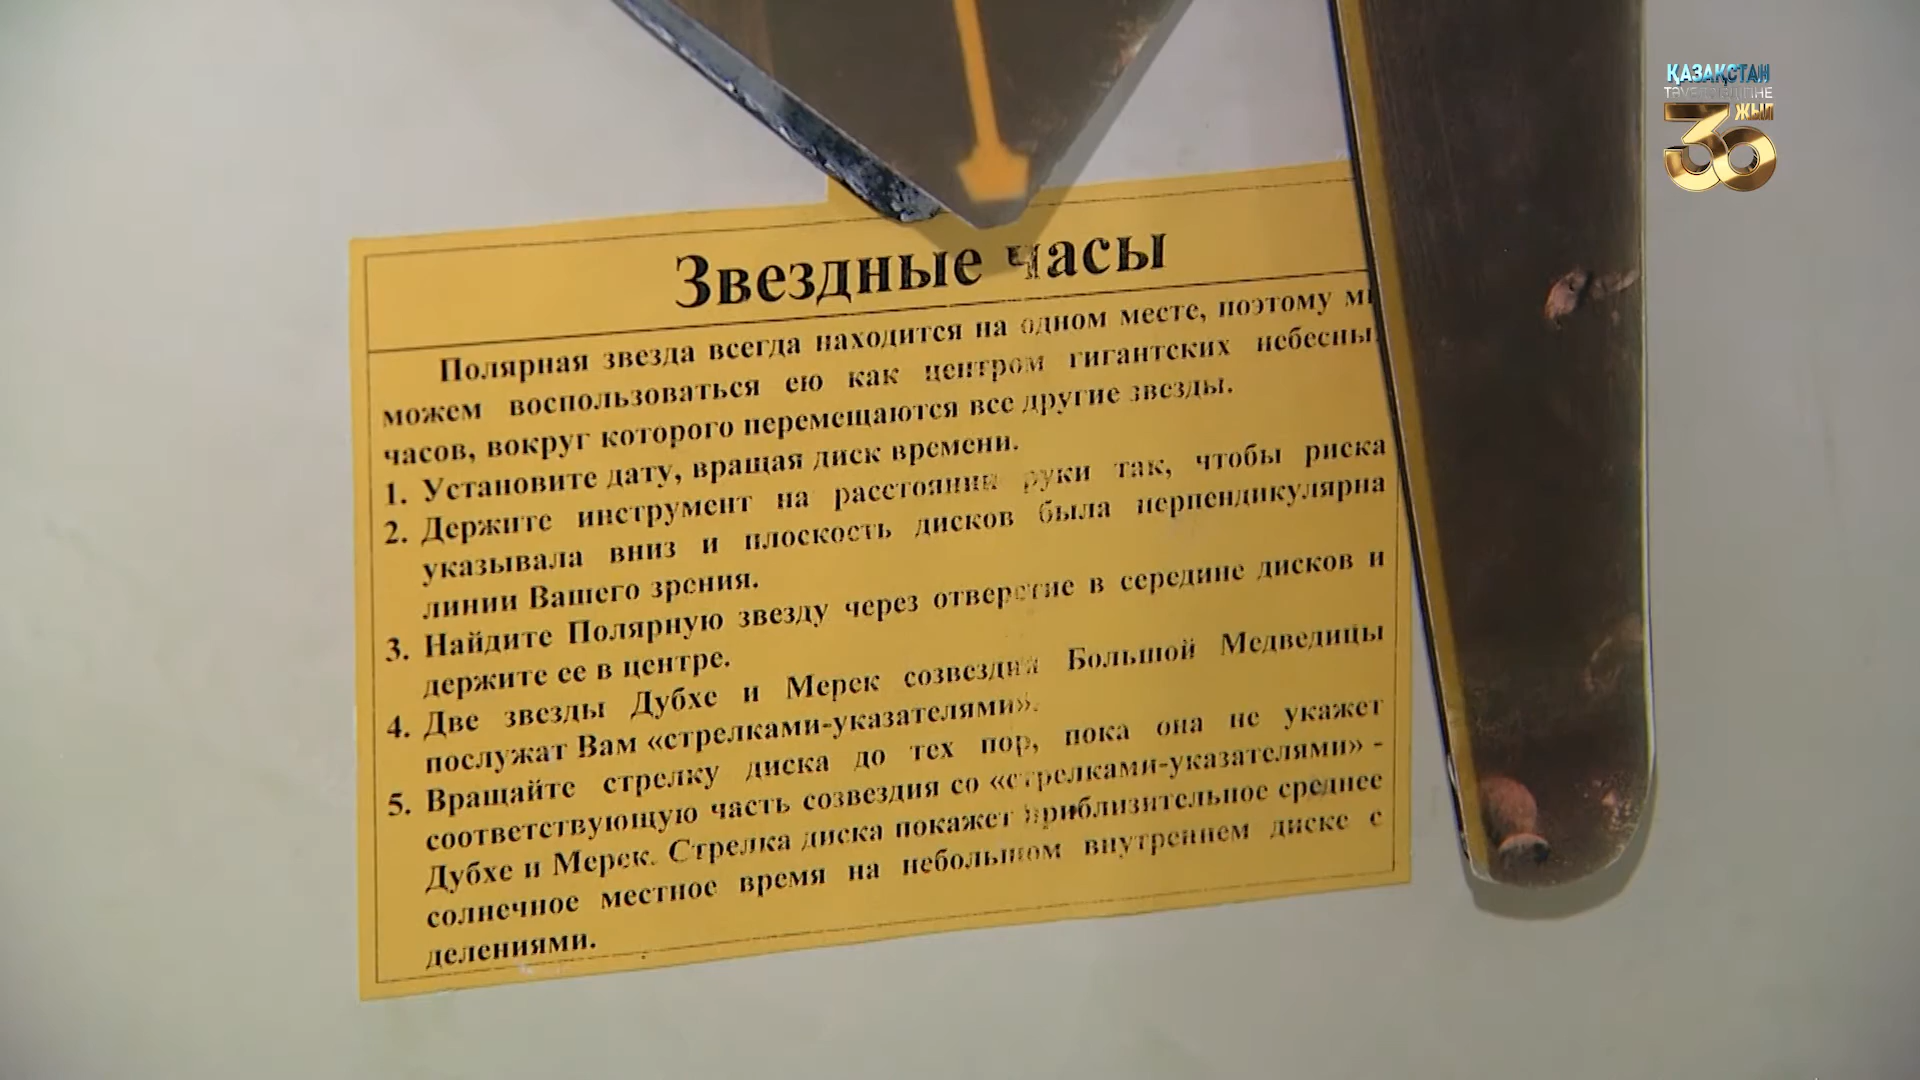 Звездные часы
Полярная звезда всегда находится на одном месте, поэтому
можем воспользоваться ею как центром гигантских
часов, вокруг которого перемещаются все другие звезды.
1. Установите дату, вращая диск времени.
2. Держите инструмент на расстоянии руки так, чтобы риска
указывала вниз и плоскость дисков была перпендикулярна
линии Вашего зрения.
3. Найдите Полярную звезду через отверстие в середине дисков и
держите ее в центре.
4. Две звезды Дубхе и Мерек созвездия Большой Медведицы
послужат Вам «стрелками-указателями».
5. Вращайте стрелку диска до тех пор, пока она не укажет
соответствующую часть созвездия со «стрелками-указателями» -
Дубхе и Мерек. Стрелка диска покажет приблизительное среднее
солнечное местное время на небольшом внутреннем диске с
делениями.
ҚАЗАҚСТАН
ТӘУЕЛСІЗДІГІНЕ
30 ЖЫЛ